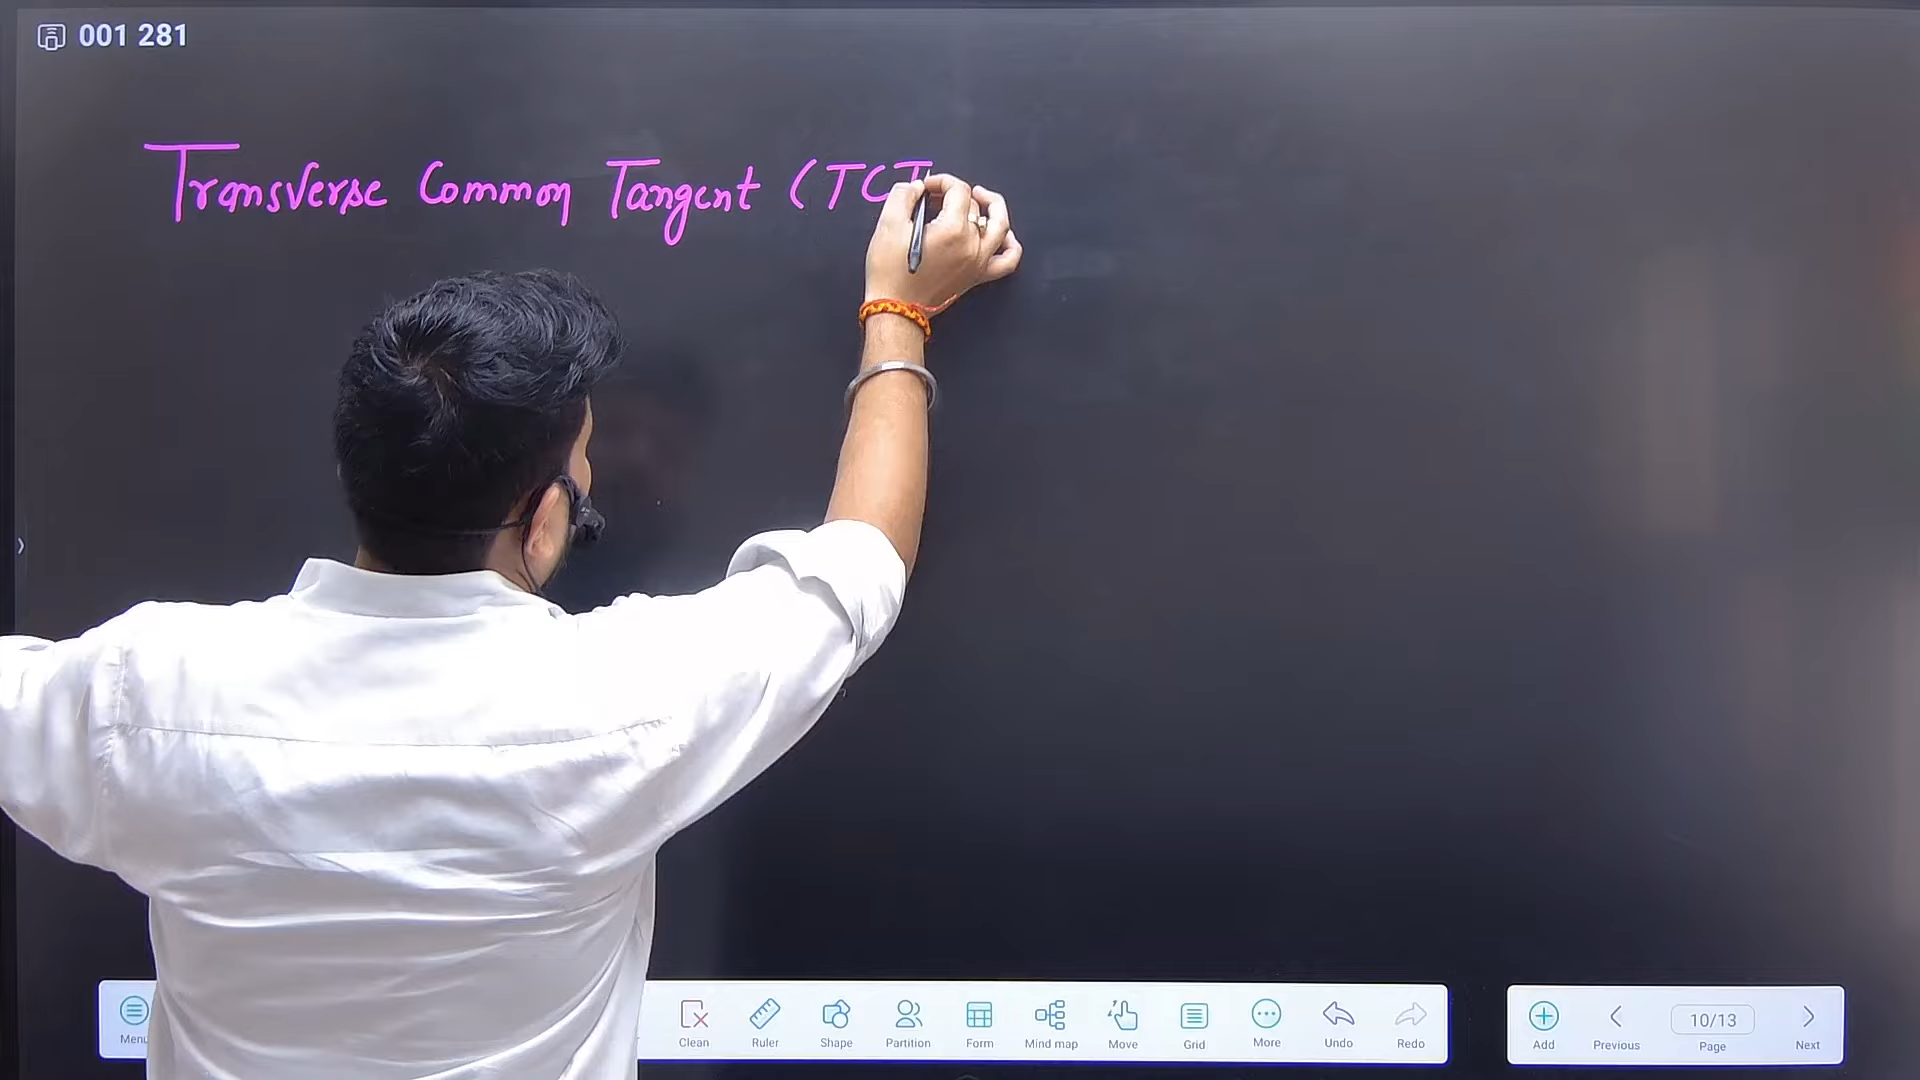 001 281
Transverse Common Tangent (TCT
Menu
Clean
Ruler
Shape
Partition
Form
Mind map
Move
Grid
More
Undo
Redo
Add
Previous
10/13
Page
Next